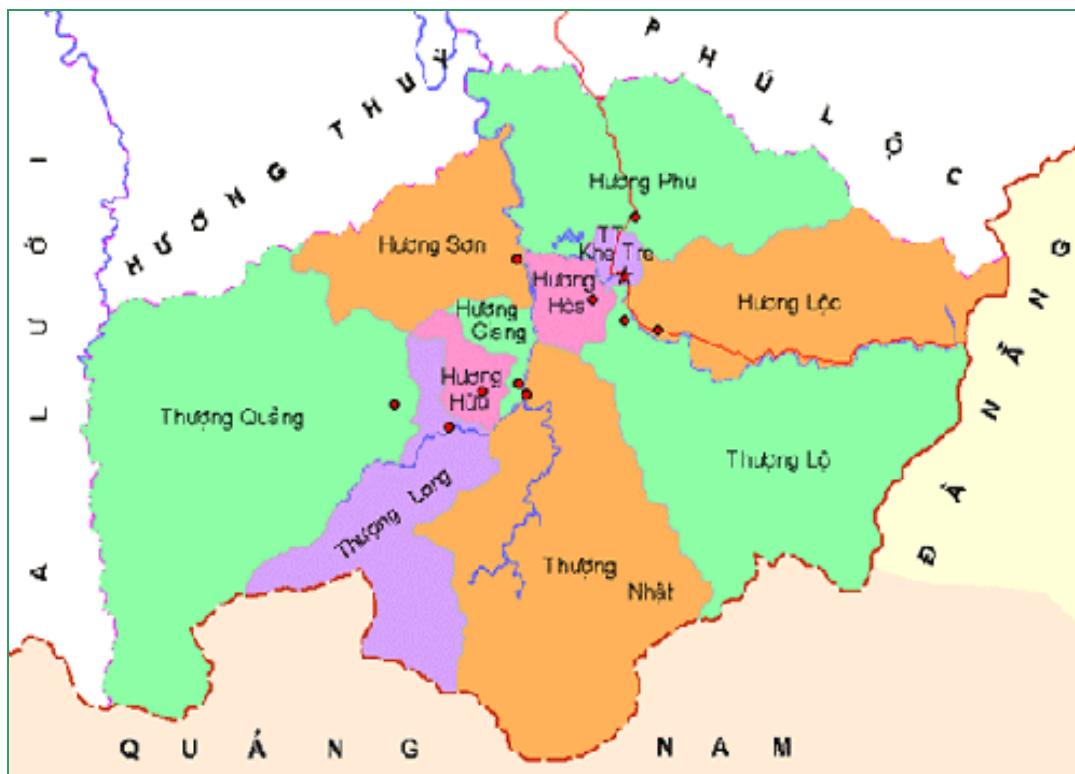 PHÚ LỘC
HƯƠNG THUỶ
A LƯỚI
Hương Phú
TT
Khe Tre
Hương Sơn
Hương
Hòa
Hương Lộc
Hương
Giang
Hương
Hữu
Thượng Quảng
Thượng Lộ
Thượng Long
Thượng
Nhật
ĐÀ NẴNG
QUẢNG NAM